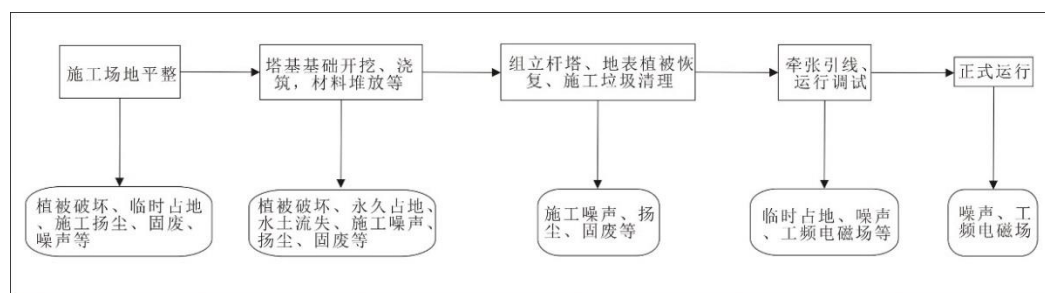 施工场地平整
塔基基础开挖、浇
筑，材料堆放等
组立杆塔、地表植被恢
复、施工垃圾清理
牵张引线、
运行调试
正式运行
植被破坏、临时占地
、施工扬尘、固废、
噪声等
植被破坏、永久占地、
水土流失、施工噪声、
扬尘、固废等
施工噪声、扬
尘、固废等
临时占地、噪声
、工频电磁场等
噪声、工
频电磁场